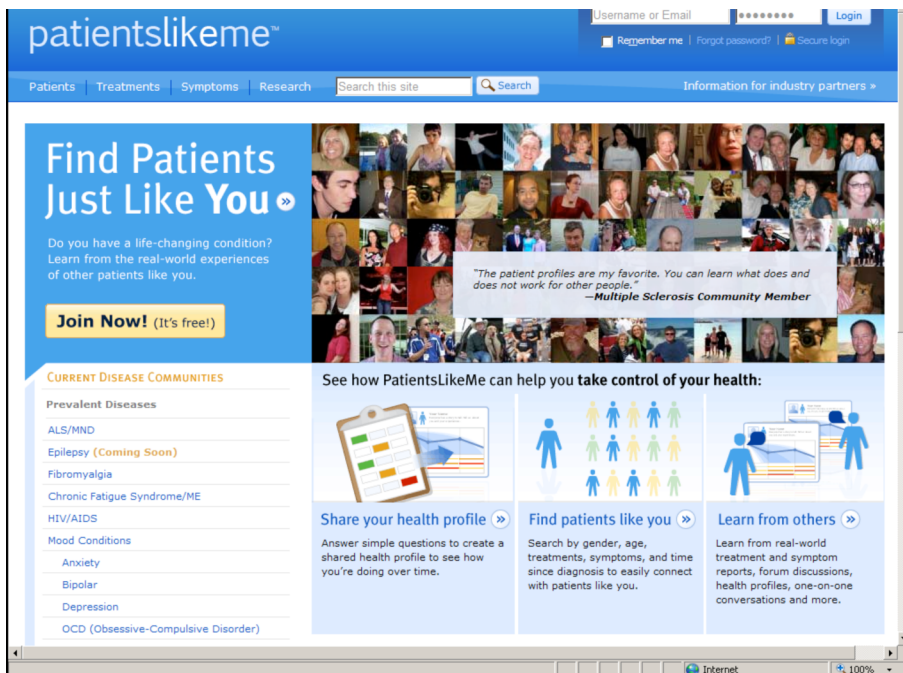 patientslikeme™
Username or Email
Login
Remember me | Forgot password? | Secure login
Patients | Treatments | Symptoms | Research
Search this site
Search
Information for industry partners »
Find Patients
Just Like You »
Do you have a life-changing condition?
Learn from the real-world experiences
of other patients like you.
Join Now! (It's free!)
"The patient profiles are my favorite. You can learn what does and
does not work for other people."
—Multiple Sclerosis Community Member
CURRENT DISEASE COMMUNITIES
Prevalent Diseases
ALS/MND
Epilepsy (Coming Soon)
Fibromyalgia
Chronic Fatigue Syndrome/ME
HIV/AIDS
Mood Conditions
Anxiety
Bipolar
Depression
OCD (Obsessive-Compulsive Disorder)
See how PatientsLikeMe can help you take control of your health:
Share your health profile »
Answer simple questions to create a
shared health profile to see how
you're doing over time.
Find patients like you »
Search by gender, age,
treatments, symptoms, and time
since diagnosis to easily connect
with patients like you.
Learn from others »
Learn from real-world
treatment and symptom
reports, forum discussions,
health profiles, one-on-one
conversations and more.
Internet
100%